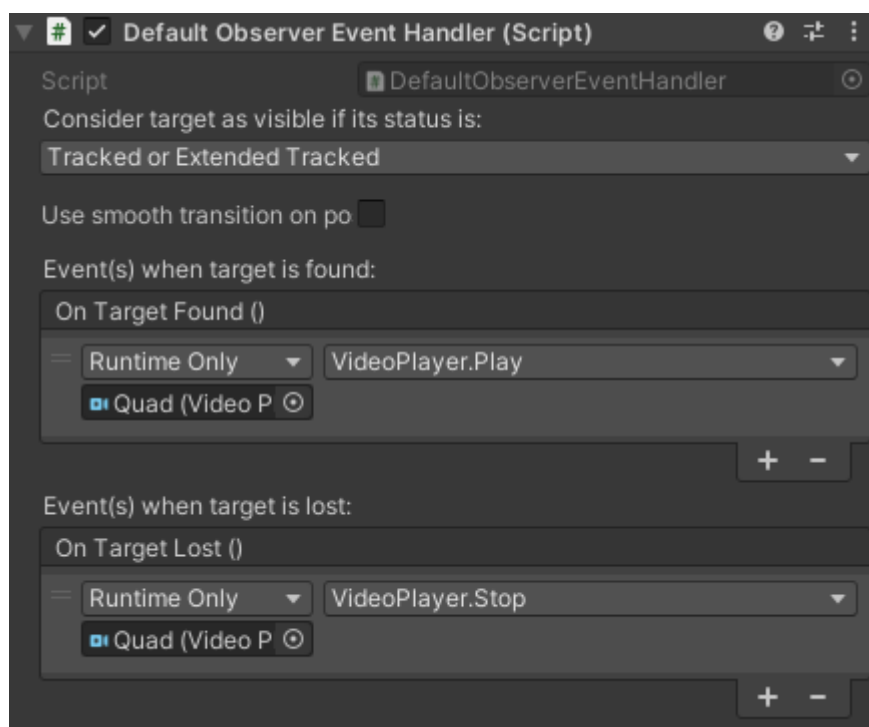 Default Observer Event Handler (Script)
Script DefaultObserverEventHandler
Consider target as visible if its status is:
Tracked or Extended Tracked
Use smooth transition on po
Event(s) when target is found:
On Target Found ()
Runtime Only VideoPlayer.Play
Quad (Video P
Event(s) when target is lost:
On Target Lost ()
Runtime Only VideoPlayer.Stop
Quad (Video P